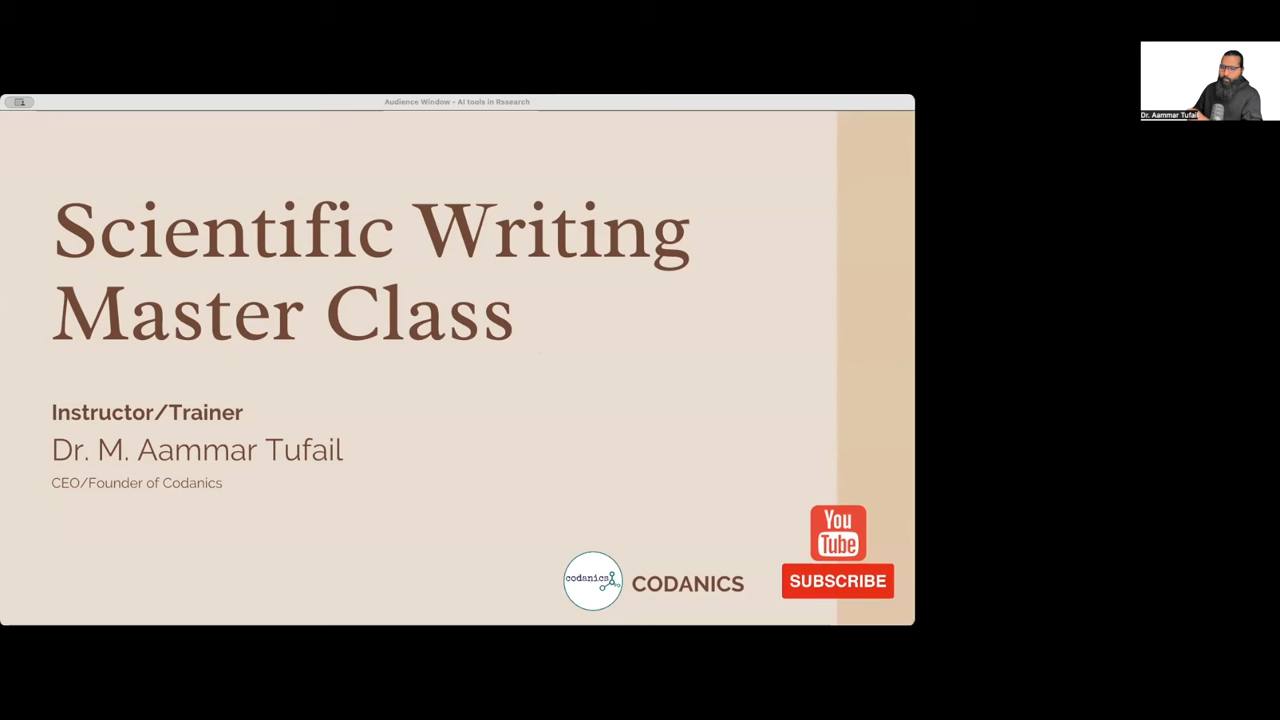 Audience Window - AI tools in Rssearch
Dr. Aammar Tufail
Scientific Writing
Master Class
Instructor/Trainer
Dr. M. Aammar Tufail
CEO/Founder of Codanics
You
Tube
codanics
CODANICS
SUBSCRIBE